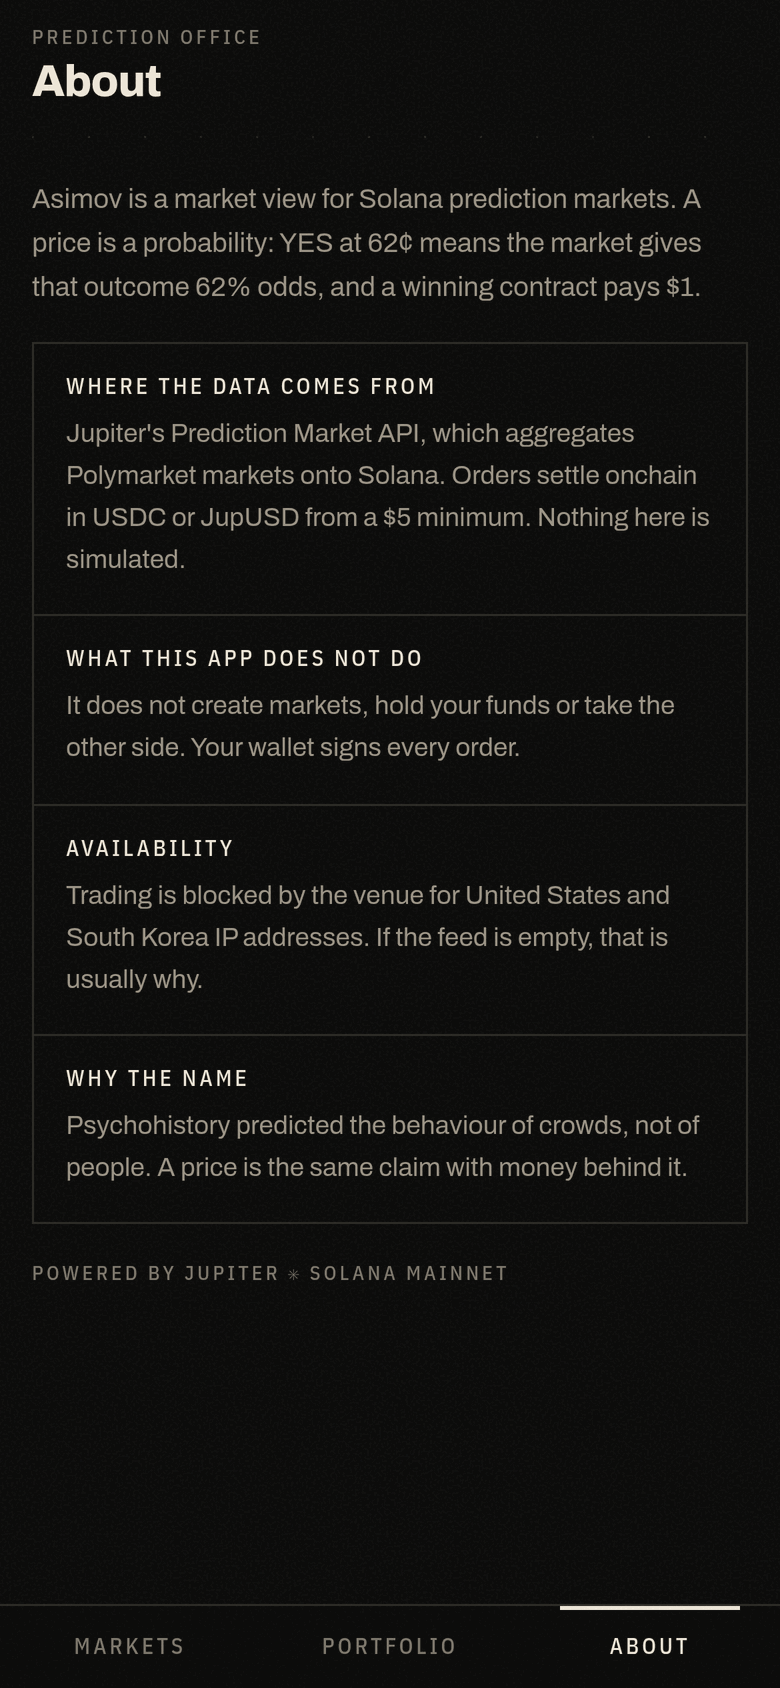 PREDICTION OFFICE
About
Asimov is a market view for Solana prediction markets. A
price is a probability: YES at 62¢ means the market gives
that outcome 62% odds, and a winning contract pays $1.
WHERE THE DATA COMES FROM
Jupiter's Prediction Market API, which aggregates
Polymarket markets onto Solana. Orders settle onchain
in USDC or JupUSD from a $5 minimum. Nothing here is
simulated.
WHAT THIS APP DOES NOT DO
It does not create markets, hold your funds or take the
other side. Your wallet signs every order.
AVAILABILITY
Trading is blocked by the venue for United States and
South Korea IP addresses. If the feed is empty, that is
usually why.
WHY THE NAME
Psychohistory predicted the behaviour of crowds, not of
people. A price is the same claim with money behind it.
POWERED BY JUPITER ✳ SOLANA MAINNET
MARKETS PORTFOLIO ABOUT